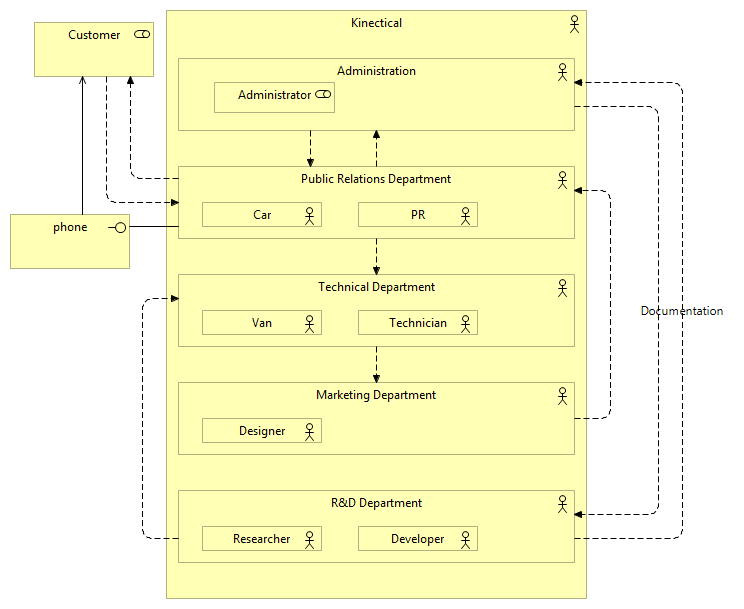 Kinectical
Customer
Administration
Administrator
Public Relations Department
Car
PR
phone
Technical Department
Van
Technician
Documentation
Marketing Department
Designer
R&D Department
Researcher
Developer